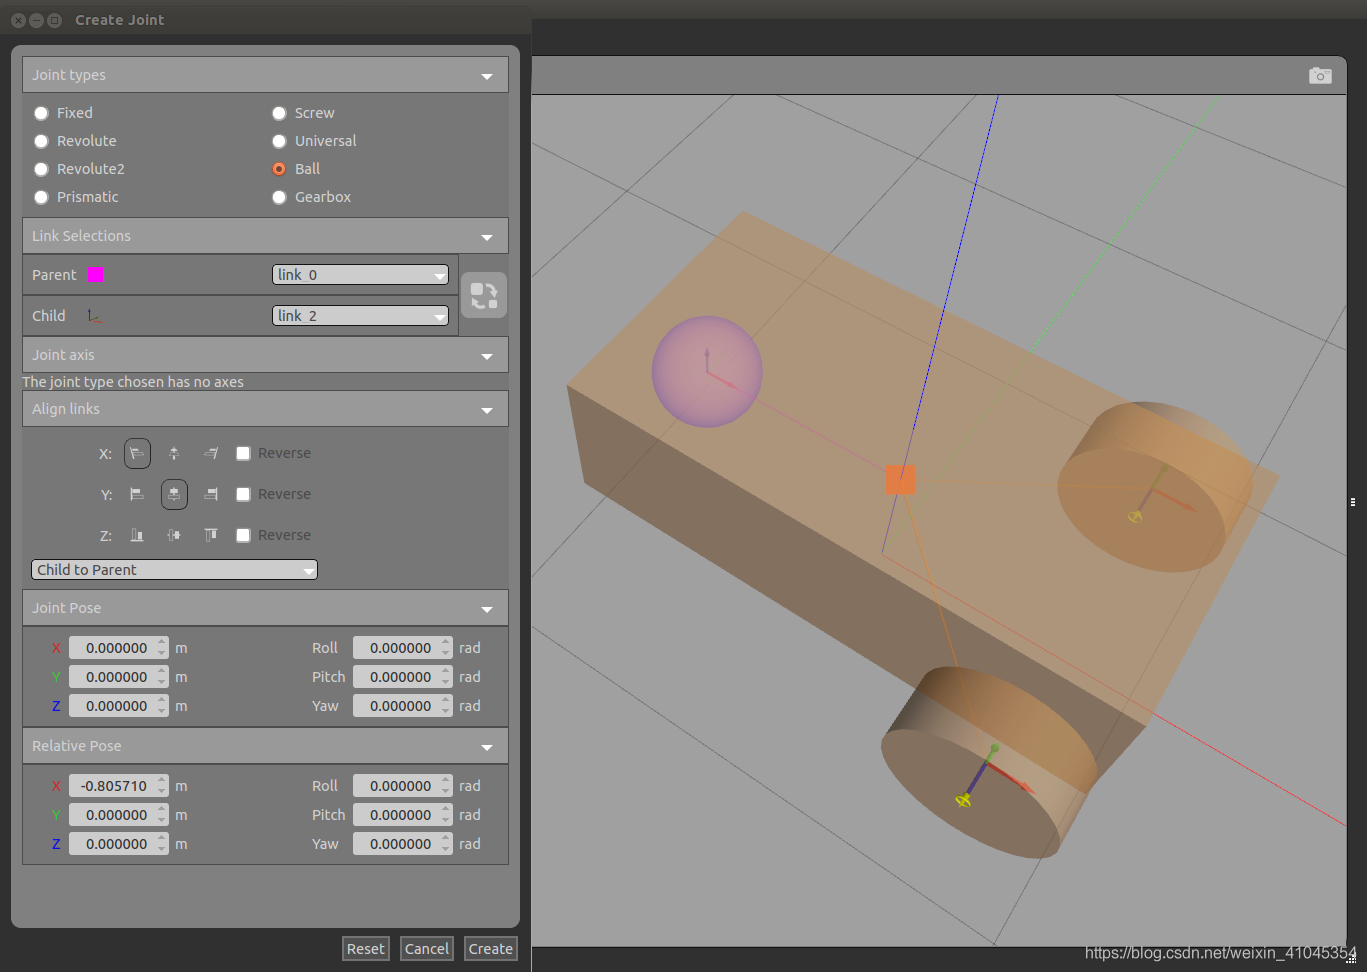 Create Joint
Joint types
Fixed
Screw
Revolute
Universal
Revolute2
Ball
Prismatic
Gearbox
Link Selections
Parent
link_0
Child
link_2
Joint axis
The joint type chosen has no axes
Align links
X:
Reverse
Y:
Reverse
Z:
Reverse
Child to Parent
Joint Pose
X 0.000000 m Roll 0.000000 rad
Y 0.000000 m Pitch 0.000000 rad
Z 0.000000 m Yaw 0.000000 rad
Relative Pose
X -0.805710 m Roll 0.000000 rad
Y 0.000000 m Pitch 0.000000 rad
Z 0.000000 m Yaw 0.000000 rad
Reset Cancel Create
https://blog.csdn.net/weixin_41045354